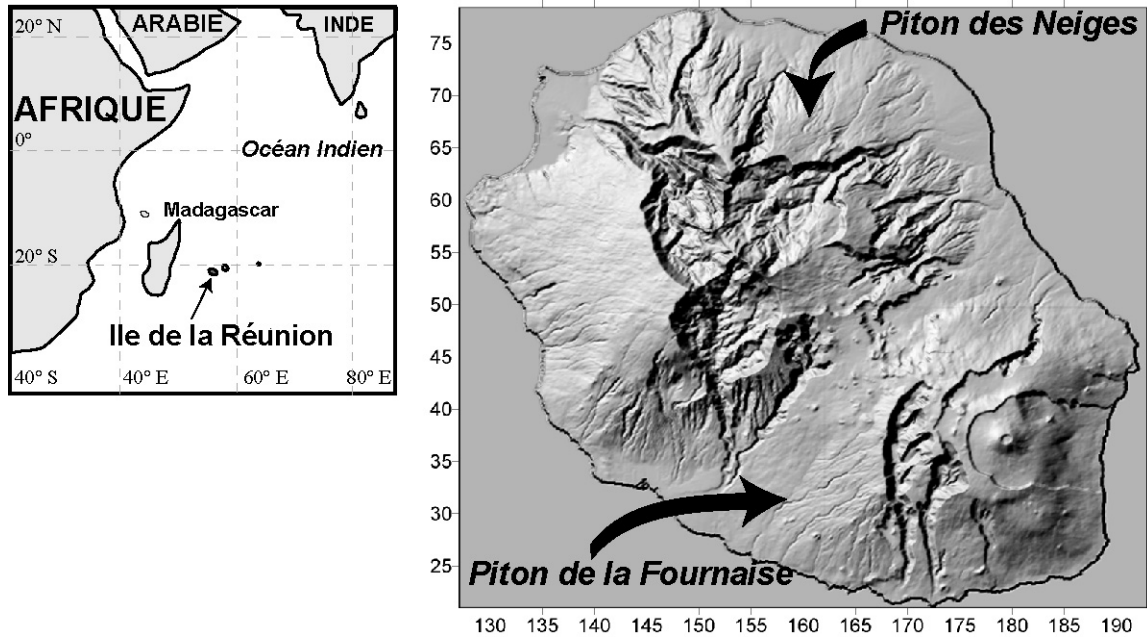 20° N
ARABIE
INDE
AFRIQUE
0°
Océan Indien
Madagascar
20° S
Ile de la Réunion
40° S
40° E
60° E
80° E
Piton des Neiges
75
70
65
60
55
50
45
40
35
30
25
Piton de la Fournaise
130 135 140 145 150 155 160 165 170 175 180 185 190